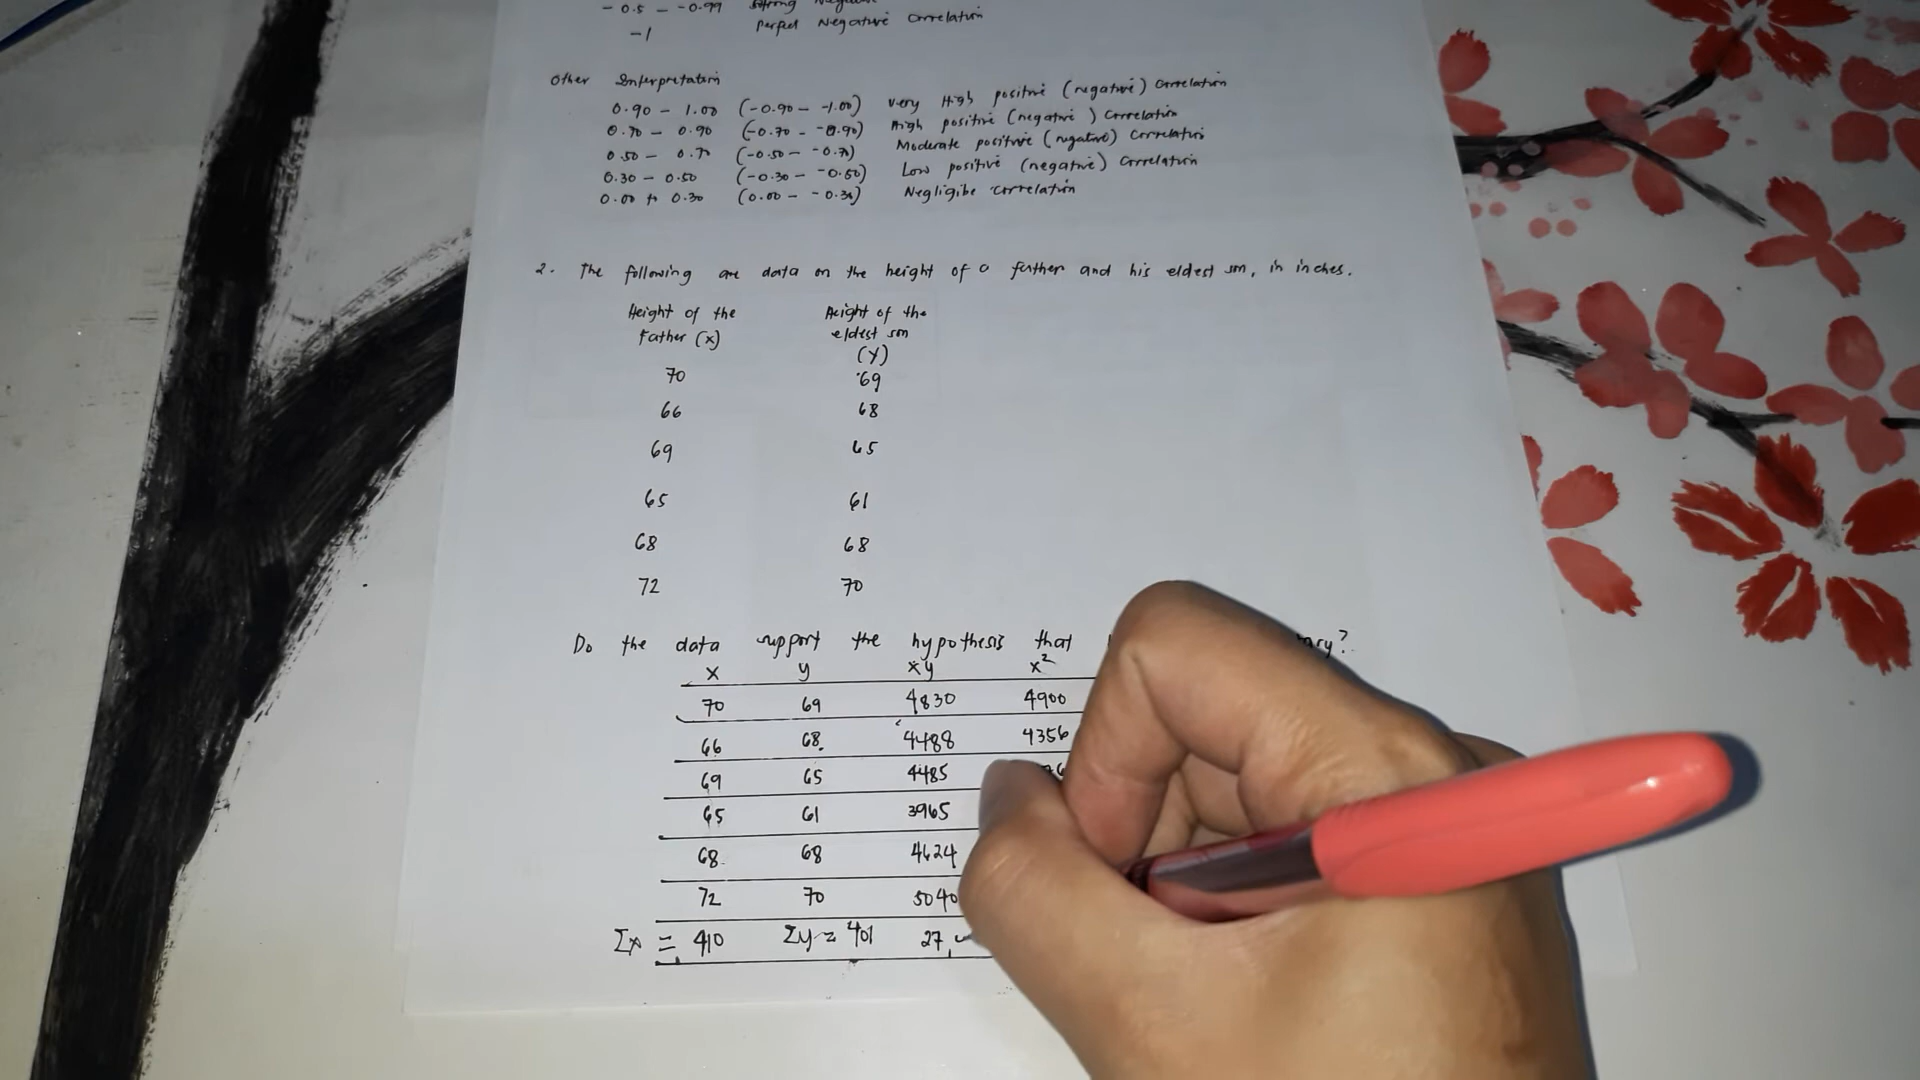 -0.5 - -0.99 Strong Negative
-1 Perfect Negative Correlation
Other Interpretation
0.90 - 1.00 (-0.90 - -1.00) Very High positive (negative) Correlation
0.70 - 0.90 (-0.70 - -0.90) High positive (negative) Correlation
0.50 - 0.70 (-0.50 - -0.70) Moderate positive (negative) Correlation
0.30 - 0.50 (-0.30 - -0.50) Low positive (negative) Correlation
0.00 to 0.30 (0.00 - -0.30) Negligibe Correlation
2. The following are data on the height of a father and his eldest son, in inches.
Height of the Height of the
Father (x) eldest son
(y)
70 69
66 68
69 65
65 61
68 68
72 70
Do the data support the hypothesis that
x y xy x²
70 69 4830 4900
66 68 4488 4356
69 65 4485
65 61 3965
68 68 4624
72 70 5040
Σx = 410 Σy = 401 27,